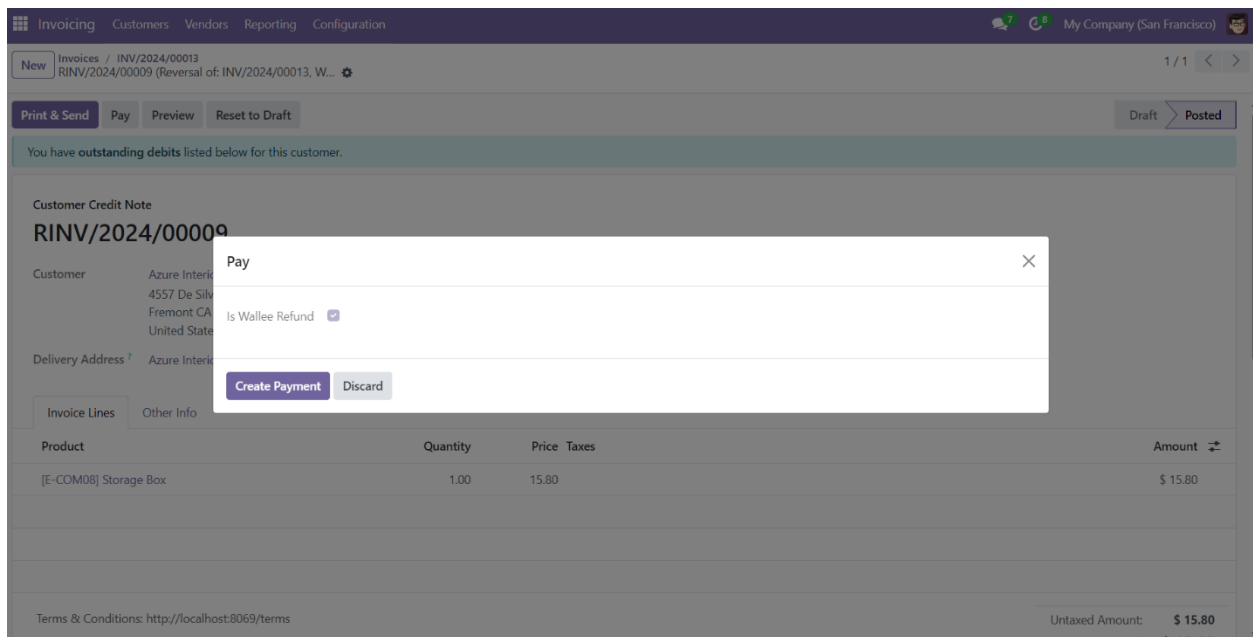 Invoicing Customers Vendors Reporting Configuration 7 8 My Company (San Francisco)
New Invoices / INV/2024/00013 1 / 1
RINV/2024/00009 (Reversal of: INV/2024/00013, W...
Print & Send Pay Preview Reset to Draft Draft Posted
You have outstanding debits listed below for this customer.
Customer Credit Note
RINV/2024/00009
Customer Azure Interio
4557 De Silv
Fremont CA
United State
Delivery Address ? Azure Interio
Pay
Is Wallee Refund
Create Payment Discard
Invoice Lines Other Info
Product Quantity Price Taxes Amount
[E-COM08] Storage Box 1.00 15.80 $ 15.80
Terms & Conditions: http://localhost:8069/terms Untaxed Amount: $ 15.80